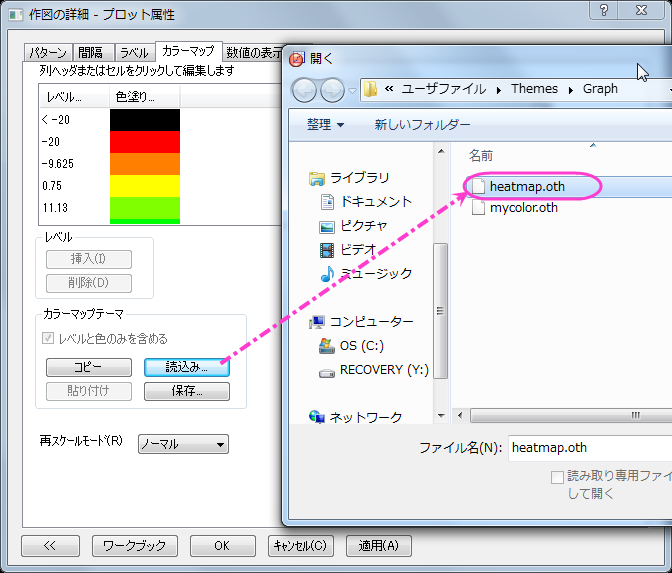 作図の詳細 - プロット属性
パターン 間隔 ラベル カラーマップ 数値の表示
列ヘッダまたはセルをクリックして編集します
レベル... 色塗り...
< -20
-20
-9.625
0.75
11.13
レベル
挿入(I)
削除(D)
カラーマップテーマ
レベルと色のみを含める
コピー 読込み...
貼り付け 保存...
再スケールモード(R) ノーマル
<< ワークブック OK キャンセル(C) 適用(A)
開く
« ユーザファイル Themes Graph
整理 新しいフォルダー
ライブラリ
ドキュメント
ピクチャ
ビデオ
ミュージック
コンピューター
OS (C:)
RECOVERY (Y:)
ネットワーク
名前
heatmap.oth
mycolor.oth
ファイル名(N): heatmap.oth
読み取り専用ファイ
して開く